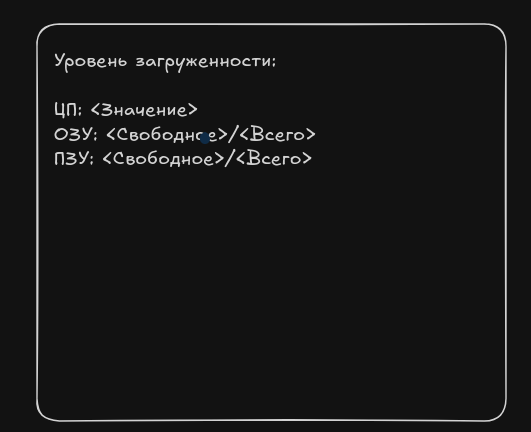 Уровень загруженности:
ЦП: <Значение>
ОЗУ: <Свободное>/<Всего>
ПЗУ: <Свободное>/<Всего>